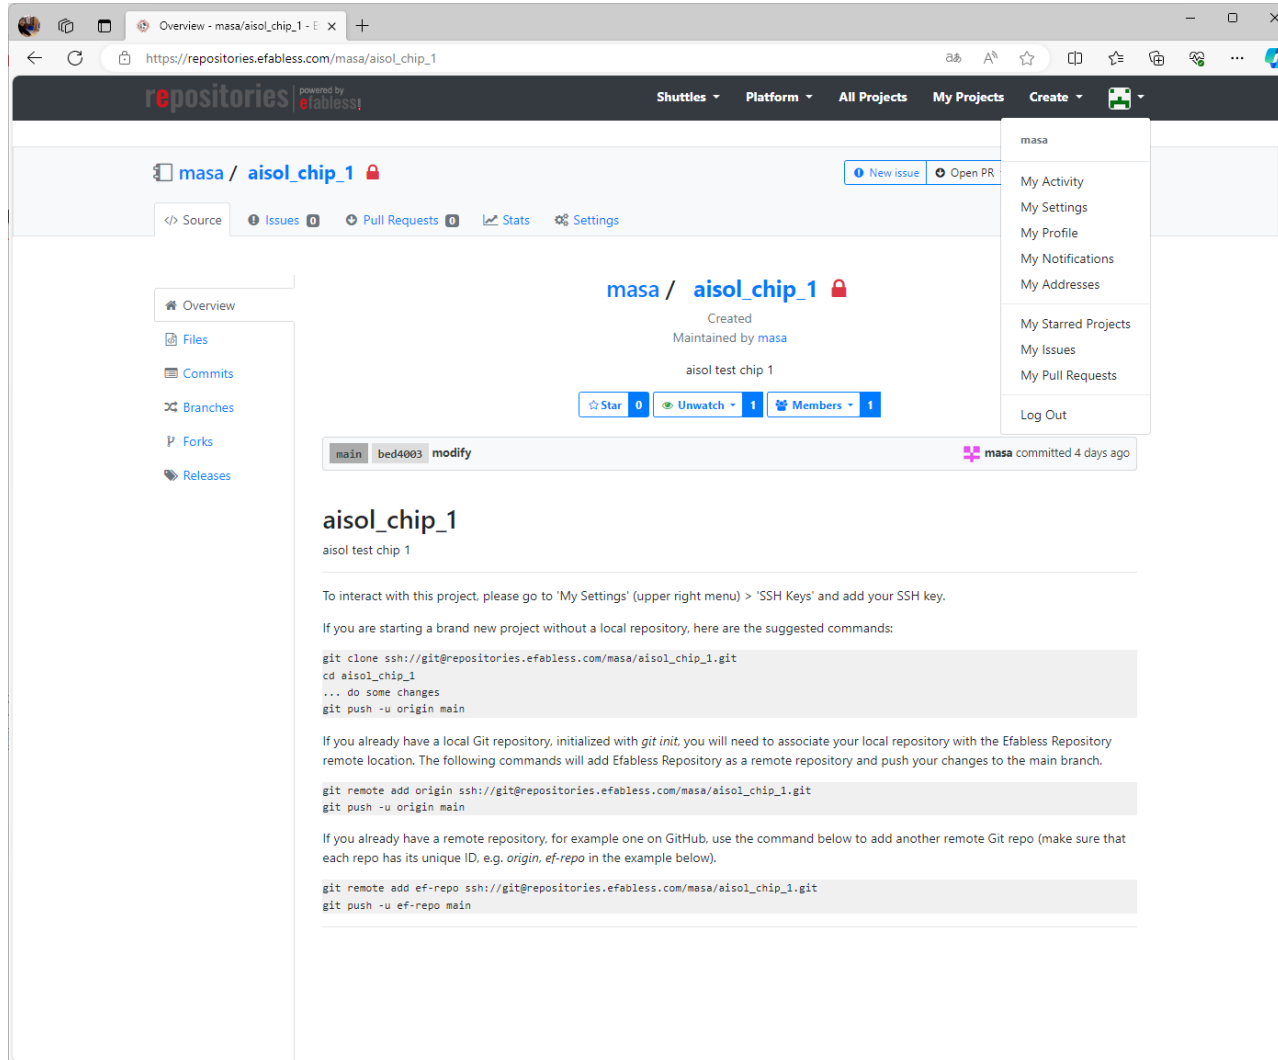 Overview - masa/aisol_chip_1 - E
https://repositories.efabless.com/masa/aisol_chip_1
repositories powered by efabless!
Shuttles
Platform
All Projects
My Projects
Create
masa
My Activity
My Settings
My Profile
My Notifications
My Addresses
My Starred Projects
My Issues
My Pull Requests
Log Out
masa / aisol_chip_1
New issue
Open PR
Source
Issues 0
Pull Requests 0
Stats
Settings
Overview
Files
Commits
Branches
Forks
Releases
masa / aisol_chip_1
Created
Maintained by masa
aisol test chip 1
Star 0
Unwatch 1
Members 1
main bed4003 modify
masa committed 4 days ago
aisol_chip_1
aisol test chip 1
To interact with this project, please go to 'My Settings' (upper right menu) > 'SSH Keys' and add your SSH key.
If you are starting a brand new project without a local repository, here are the suggested commands:
git clone ssh://git@repositories.efabless.com/masa/aisol_chip_1.git
cd aisol_chip_1
... do some changes
git push -u origin main
If you already have a local Git repository, initialized with git init, you will need to associate your local repository with the Efabless Repository
remote location. The following commands will add Efabless Repository as a remote repository and push your changes to the main branch.
git remote add origin ssh://git@repositories.efabless.com/masa/aisol_chip_1.git
git push -u origin main
If you already have a remote repository, for example one on GitHub, use the command below to add another remote Git repo (make sure that
each repo has its unique ID, e.g. origin, ef-repo in the example below).
git remote add ef-repo ssh://git@repositories.efabless.com/masa/aisol_chip_1.git
git push -u ef-repo main